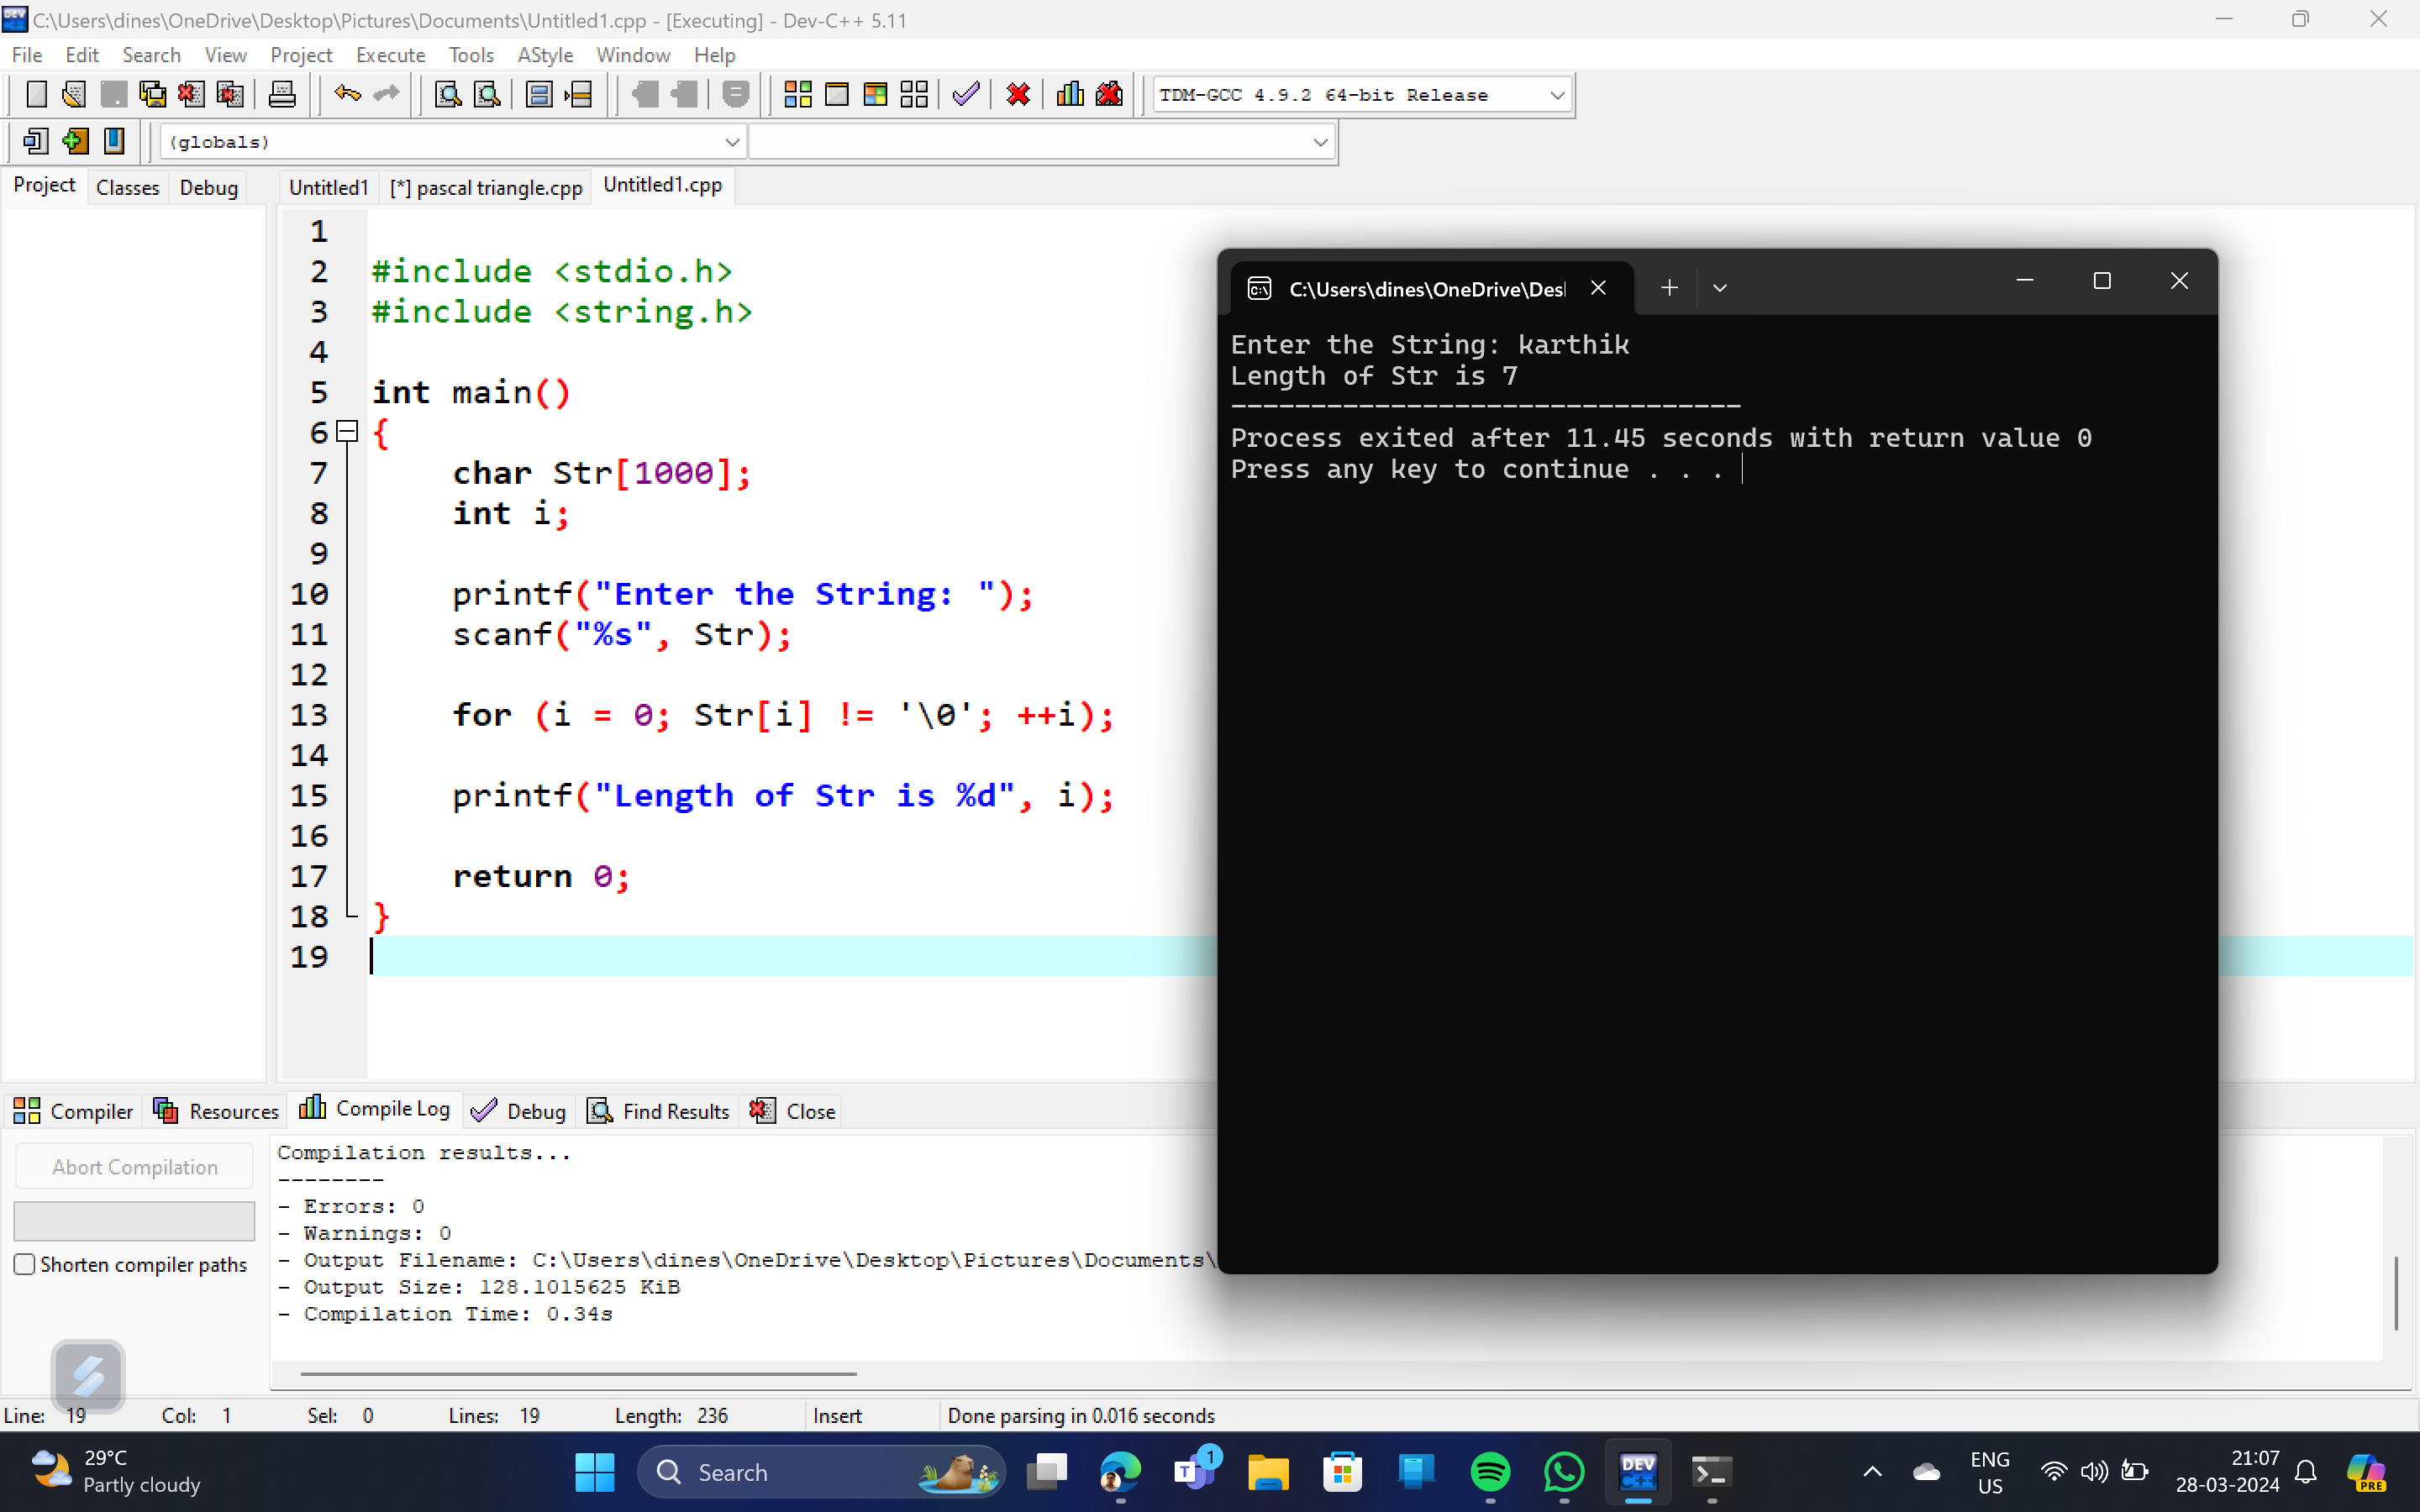 C:\Users\dines\OneDrive\Desktop\Pictures\Documents\Untitled1.cpp - [Executing] - Dev-C++ 5.11
File Edit Search View Project Execute Tools AStyle Window Help
TDM-GCC 4.9.2 64-bit Release
(globals)
Project Classes Debug Untitled1 [*] pascal triangle.cpp Untitled1.cpp
1
2 #include <stdio.h>
3 #include <string.h>
4
5 int main()
6 {
7 char Str[1000];
8 int i;
9
10 printf("Enter the String: ");
11 scanf("%s", Str);
12
13 for (i = 0; Str[i] != '\0'; ++i);
14
15 printf("Length of Str is %d", i);
16
17 return 0;
18 }
19
C:\Users\dines\OneDrive\Des
Enter the String: karthik
Length of Str is 7
--------------------------------
Process exited after 11.45 seconds with return value 0
Press any key to continue . . .
Compiler Resources Compile Log Debug Find Results Close
Abort Compilation
Shorten compiler paths
Compilation results...
--------
- Errors: 0
- Warnings: 0
- Output Filename: C:\Users\dines\OneDrive\Desktop\Pictures\Documents\
- Output Size: 128.1015625 KiB
- Compilation Time: 0.34s
Line: 19 Col: 1 Sel: 0 Lines: 19 Length: 236 Insert Done parsing in 0.016 seconds
29°C
Partly cloudy
Search
1
DEV
C++
ENG
US
21:07
28-03-2024
PRE